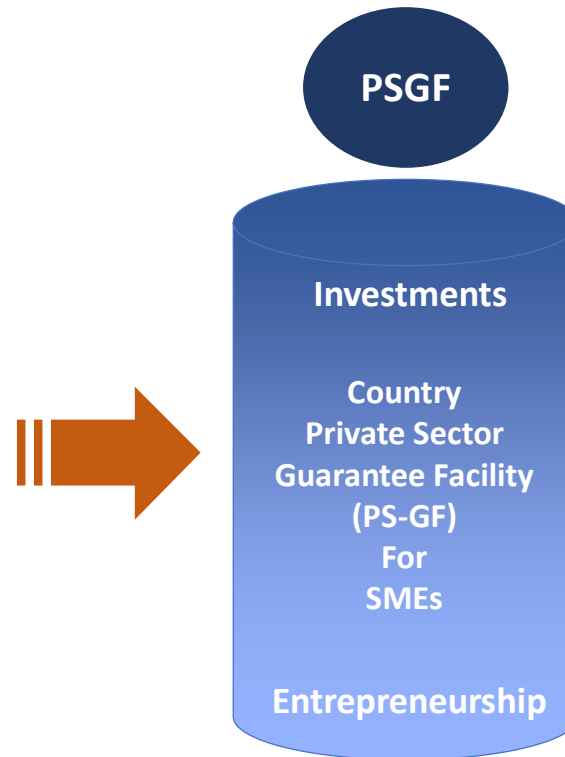 PSGF
Investments
Country
Private Sector
Guarantee Facility
(PS-GF)
For
SMEs
Entrepreneurship